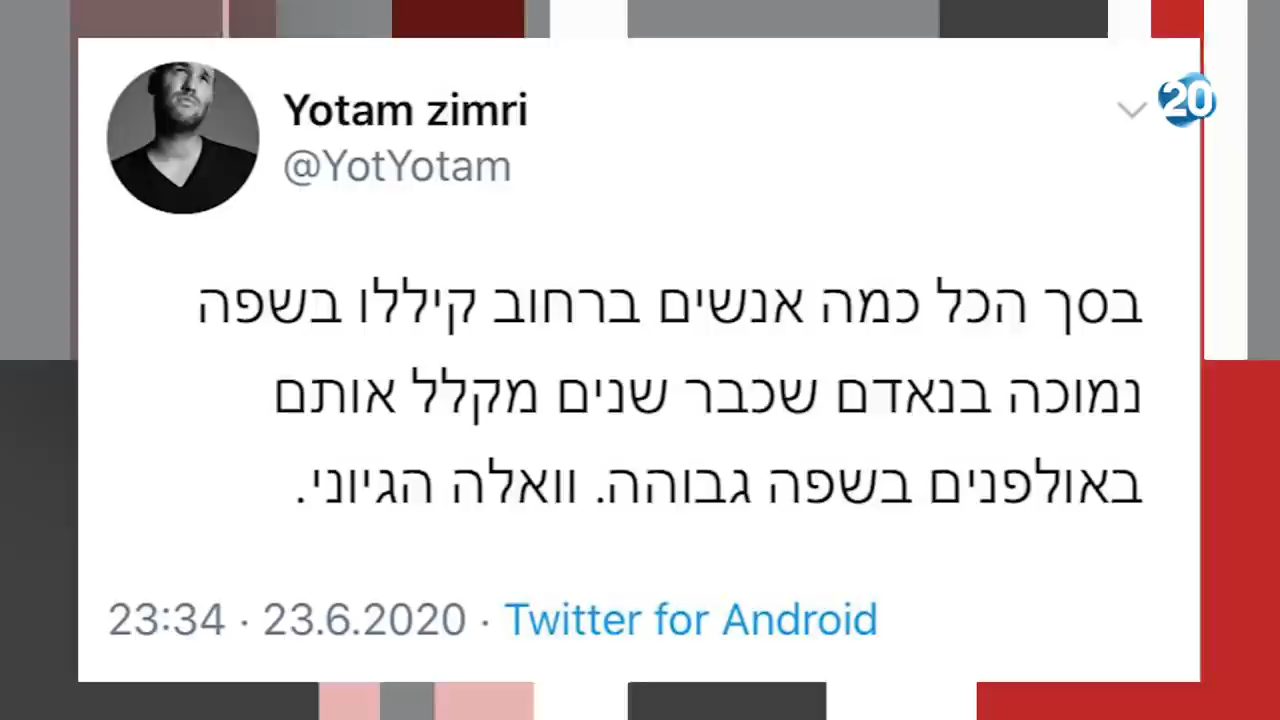 Yotam zimri
20
@YotYotam
בסך הכל כמה אנשים ברחוב קיללו בשפה
נמוכה בנאדם שכבר שנים מקלל אותם
באולפנים בשפה גבוהה. וואלה הגיוני.
23:34 · 23.6.2020 · Twitter for Android